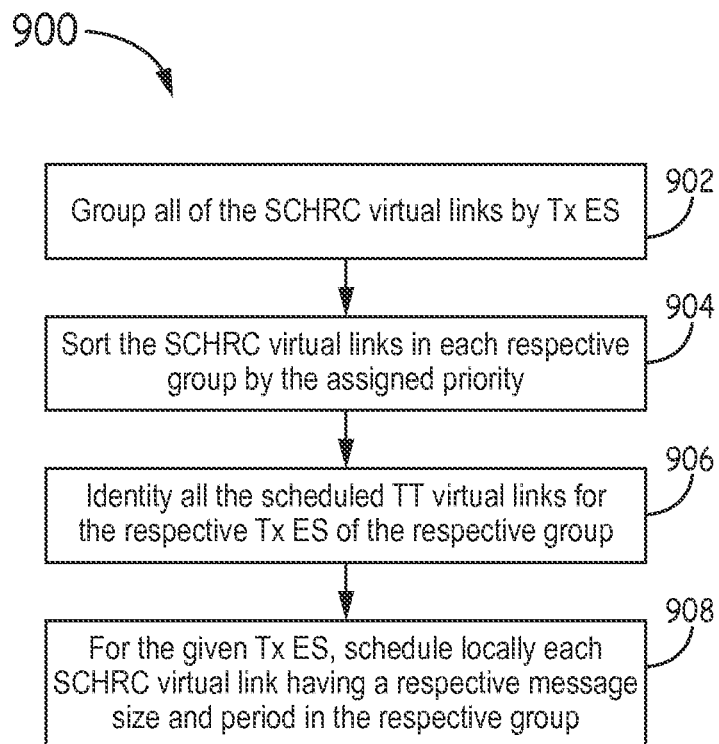 900
902
Group all of the SCHRC virtual links by Tx ES
904
Sort the SCHRC virtual links in each respective
group by the assigned priority
906
Identity all the scheduled TT virtual links for
the respective Tx ES of the respective group
908
For the given Tx ES, schedule locally each
SCHRC virtual link having a respective message
size and period in the respective group